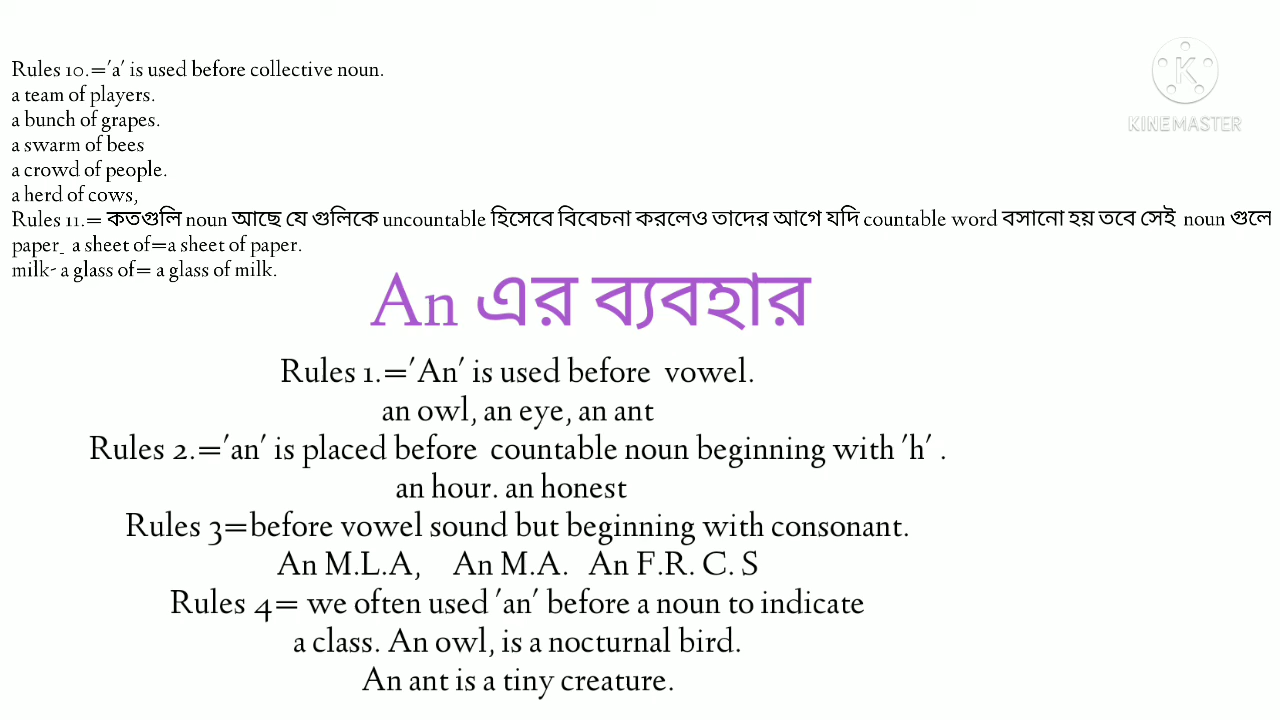 Rules 10.='a' is used before collective noun.
a team of players.
a bunch of grapes.
a swarm of bees
a crowd of people.
a herd of cows,
Rules 11.= কতগুলি noun আছে যে গুলিকে uncountable হিসেবে বিবেচনা করলেও তাদের আগে যদি countable word বসানো হয় তবে সেই noun গুলে
paper_ a sheet of=a sheet of paper.
milk- a glass of= a glass of milk.
KINEMASTER
An এর ব্যবহার
Rules 1.='An' is used before vowel.
an owl, an eye, an ant
Rules 2.='an' is placed before countable noun beginning with 'h' .
an hour. an honest
Rules 3=before vowel sound but beginning with consonant.
An M.L.A, An M.A. An F.R. C. S
Rules 4= we often used 'an' before a noun to indicate
a class. An owl, is a nocturnal bird.
An ant is a tiny creature.